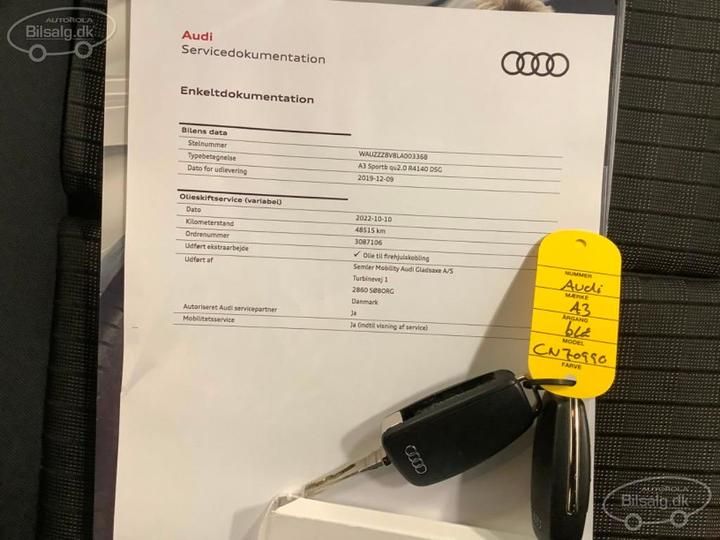 AUTOROLA
Bilsalg.dk
Audi
Servicedokumentation
Enkeltdokumentation
Bilens data
Stelnummer WAUZZZ8V8LA003368
Typebetegnelse A3 Sportb qu2.0 R4140 DSG
Dato for udlevering 2019-12-09
Olieskiftservice (variabel)
Dato 2022-10-10
Kilometerstand 48515 km
Ordrenummer 3087106
Udført ekstraarbejde ✓ Olie til firehjulskobling
Udført af Semler Mobility Audi Gladsaxe A/S
Turbinevej 1
2860 SØBORG
Danmark
Autoriseret Audi servicepartner Ja
Mobilitetsservice Ja (indtil visning af service)
NUMMER
Audi
MÆRKE
A3
ÅRGANG
MODEL
CN70990
FARVE
AUTOROLA
Bilsalg.dk